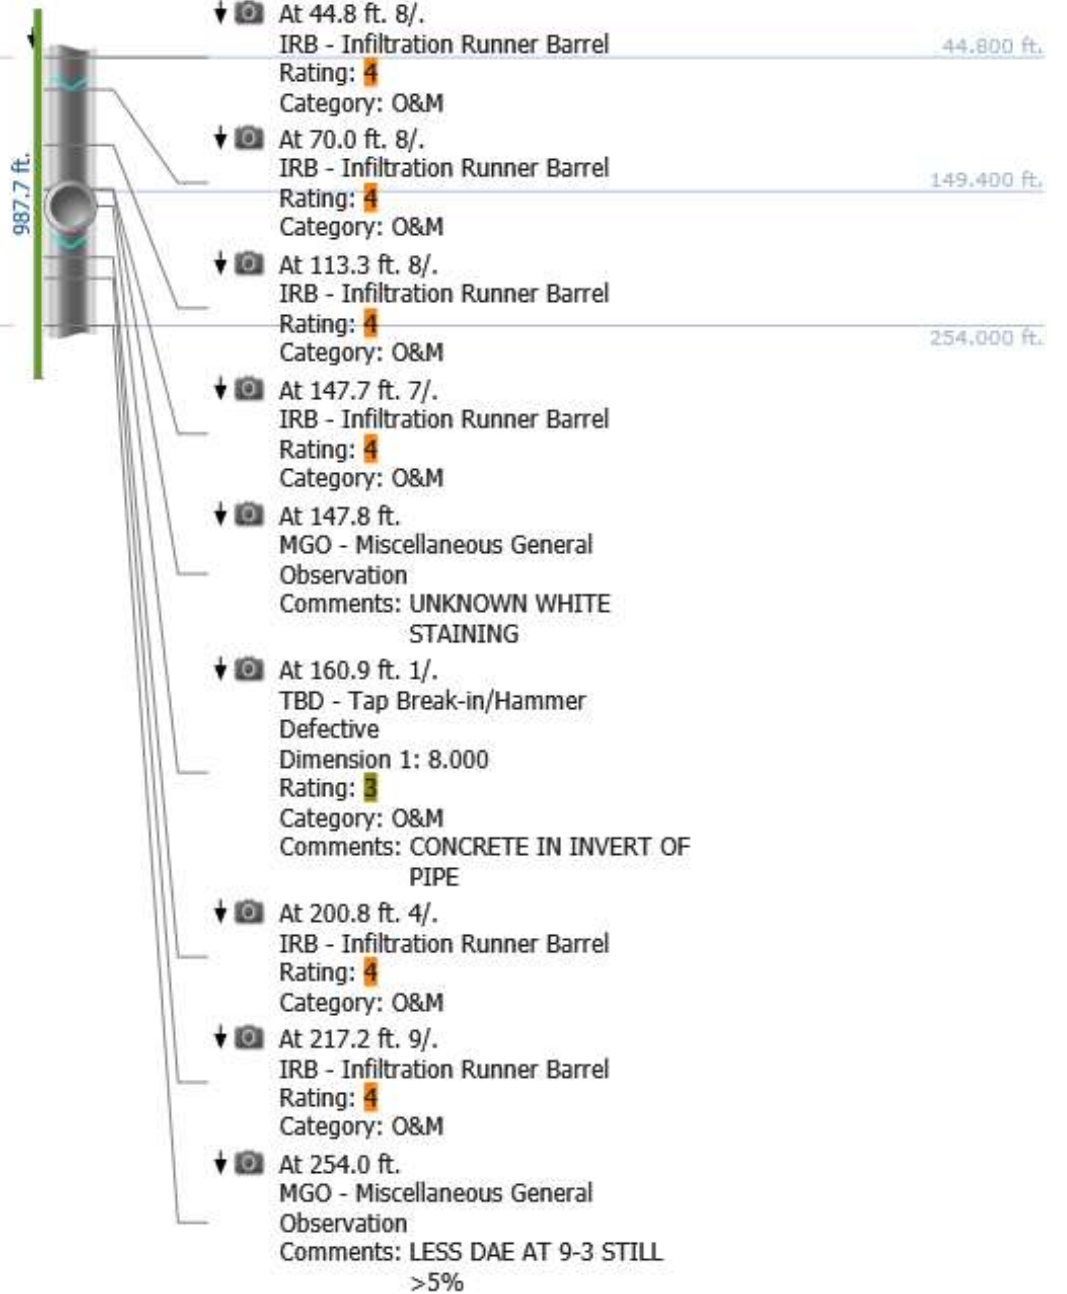 At 44.8 ft. 8/.
IRB - Infiltration Runner Barrel
44.800 ft.
Rating: 4
Category: O&M
At 70.0 ft. 8/.
IRB - Infiltration Runner Barrel
149.400 ft.
Rating: 4
Category: O&M
987.7 ft.
At 113.3 ft. 8/.
IRB - Infiltration Runner Barrel
Rating: 4
254.000 ft.
Category: O&M
At 147.7 ft. 7/.
IRB - Infiltration Runner Barrel
Rating: 4
Category: O&M
At 147.8 ft.
MGO - Miscellaneous General
Observation
Comments: UNKNOWN WHITE
STAINING
At 160.9 ft. 1/.
TBD - Tap Break-in/Hammer
Defective
Dimension 1: 8.000
Rating: 3
Category: O&M
Comments: CONCRETE IN INVERT OF
PIPE
At 200.8 ft. 4/.
IRB - Infiltration Runner Barrel
Rating: 4
Category: O&M
At 217.2 ft. 9/.
IRB - Infiltration Runner Barrel
Rating: 4
Category: O&M
At 254.0 ft.
MGO - Miscellaneous General
Observation
Comments: LESS DAE AT 9-3 STILL
>5%